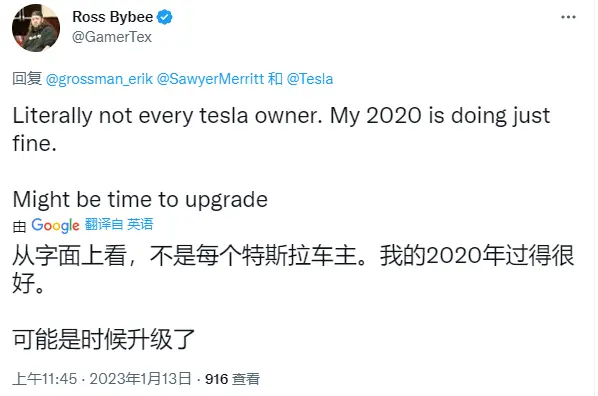 Ross Bybee
@GamerTex
回复 @grossman_erik @SawyerMerritt 和 @Tesla
Literally not every tesla owner. My 2020 is doing just
fine.
Might be time to upgrade
由 Google 翻译自 英语
从字面上看，不是每个特斯拉车主。我的2020年过得很
好。
可能是时候升级了
上午11:45 · 2023年1月13日 · 916 查看